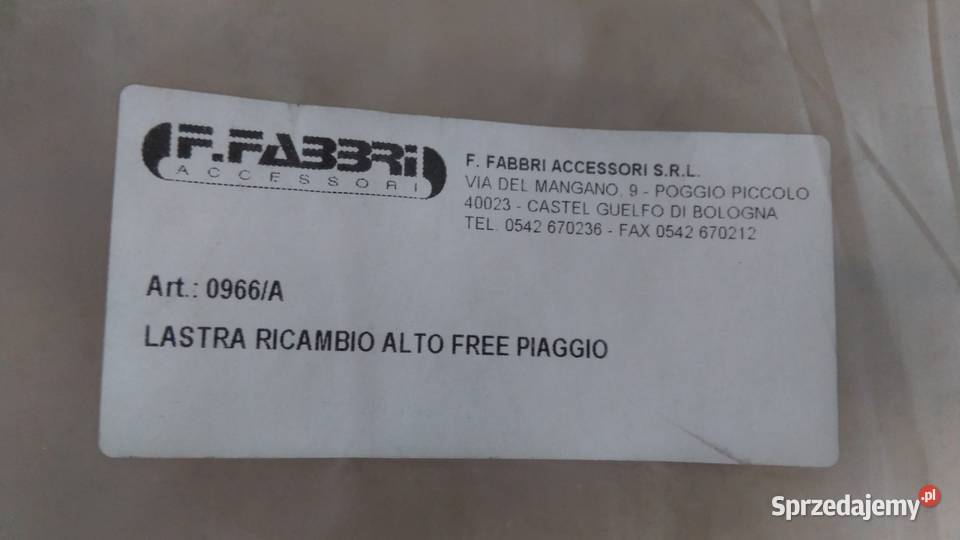 F.FABBRI
ACCESSORI
F. FABBRI ACCESSORI S.R.L.
VIA DEL MANGANO, 9 - POGGIO PICCOLO
40023 - CASTEL GUELFO DI BOLOGNA
TEL. 0542 670236 - FAX 0542 670212
Art.: 0966/A
LASTRA RICAMBIO ALTO FREE PIAGGIO
Sprzedajemy.pl